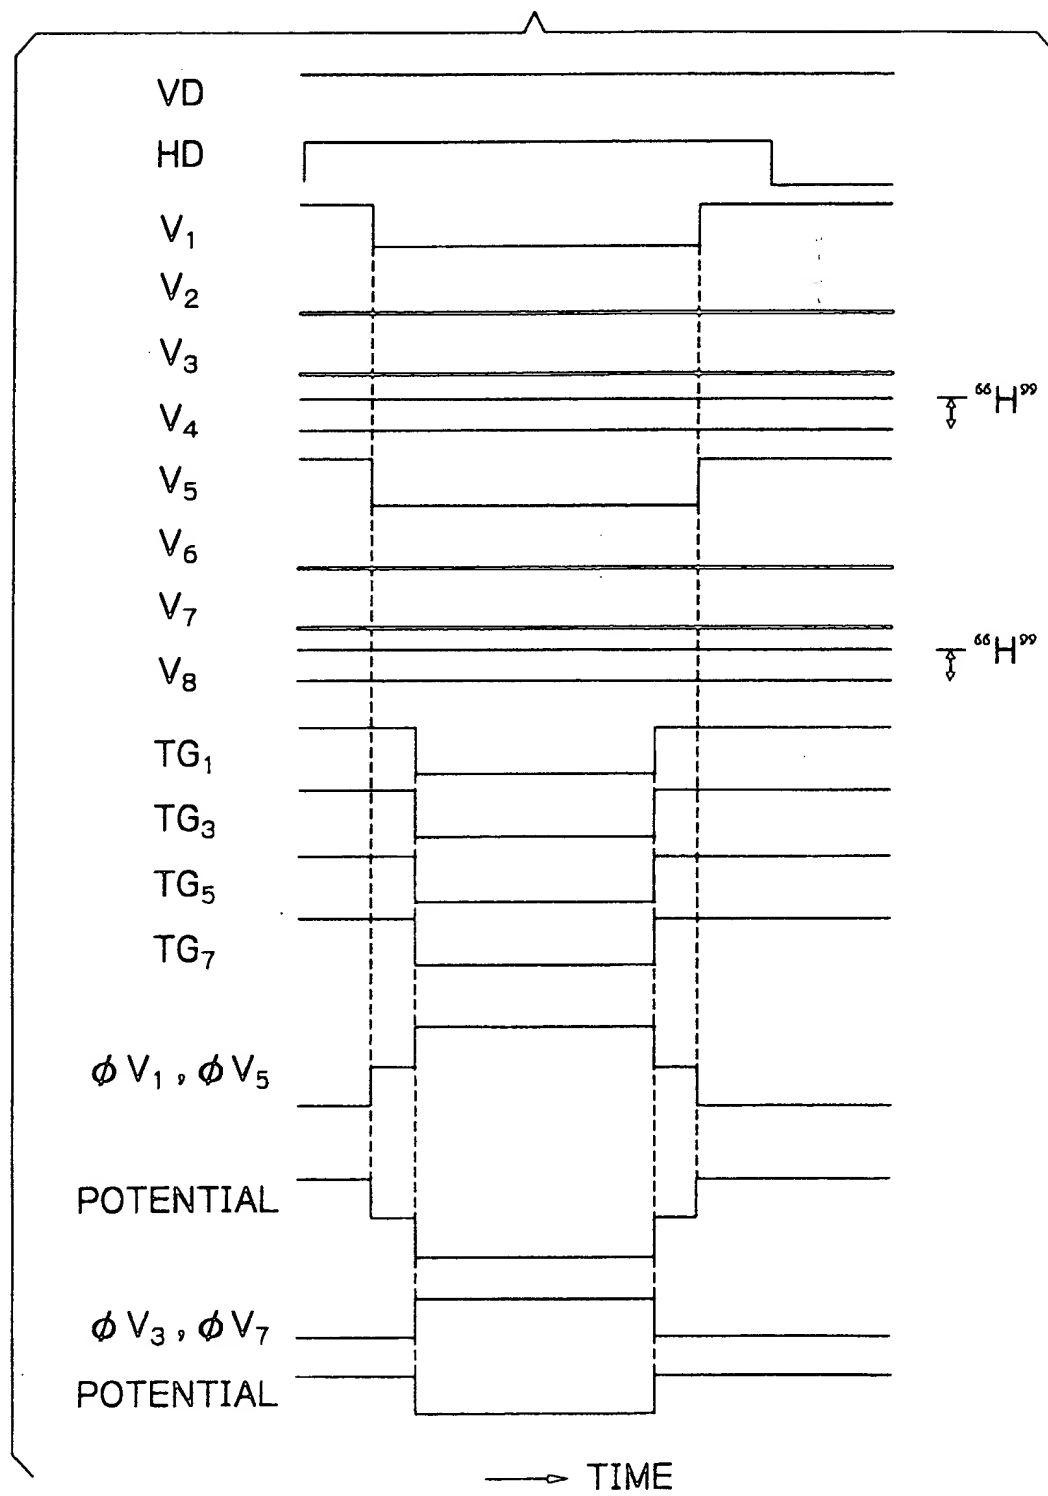 VD
HD
V₁
V₂
V₃
"H"
V₄
V₅
V₆
V₇
"H"
V₈
TG₁
TG₃
TG₅
TG₇
ϕV₁, ϕV₅
POTENTIAL
ϕV₃, ϕV₇
POTENTIAL
TIME